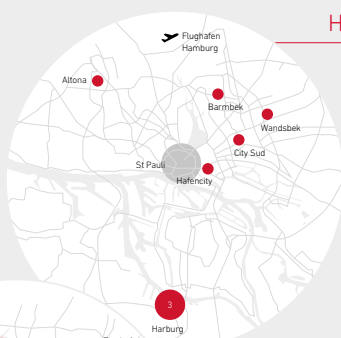 H
Flughafen
Hamburg
Altona
Barmbek
Wandsbek
City Sud
St Pauli
Hafencity
3
Harburg